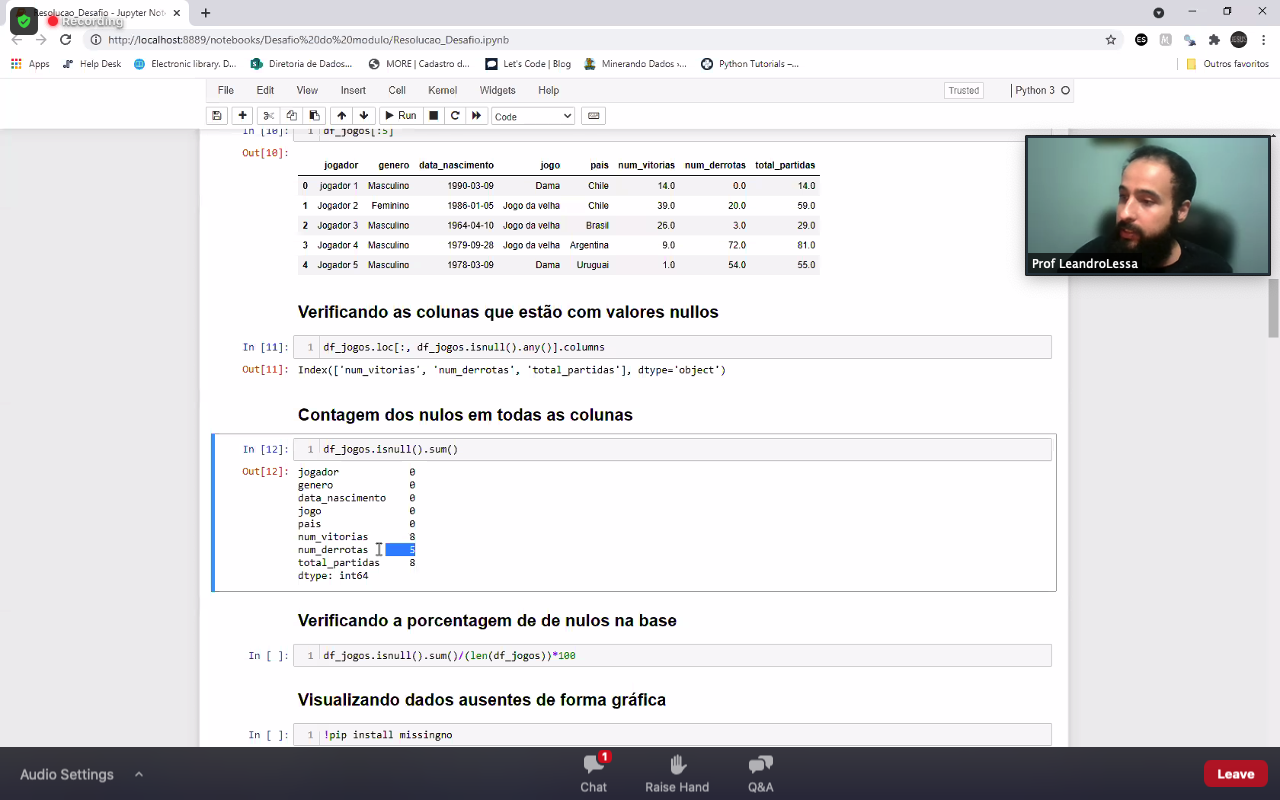 Resolucao_Desafio - Jupyter Not
Recording
http://localhost:8889/notebooks/Desafio%20do%20modulo/Resolucao_Desafio.ipynb
Apps Help Desk Electronic library. D... Diretoria de Dados... MORE | Cadastro d... Let's Code | Blog Minerando Dados ›... Python Tutorials –... Outros favoritos
File Edit View Insert Cell Kernel Widgets Help Trusted Python 3
Run Code
In [10]: 1 df_jogos[:5]
Out[10]:
jogador genero data_nascimento jogo pais num_vitorias num_derrotas total_partidas
0 jogador 1 Masculino 1990-03-09 Dama Chile 14.0 0.0 14.0
1 Jogador 2 Feminino 1986-01-05 Jogo da velha Chile 39.0 20.0 59.0
2 Jogador 3 Masculino 1964-04-10 Jogo da velha Brasil 26.0 3.0 29.0
3 Jogador 4 Masculino 1979-09-28 Jogo da velha Argentina 9.0 72.0 81.0
4 Jogador 5 Masculino 1978-03-09 Dama Uruguai 1.0 54.0 55.0
Prof LeandroLessa
Verificando as colunas que estão com valores nullos
In [11]: 1 df_jogos.loc[:, df_jogos.isnull().any()].columns
Out[11]: Index(['num_vitorias', 'num_derrotas', 'total_partidas'], dtype='object')
Contagem dos nulos em todas as colunas
In [12]: 1 df_jogos.isnull().sum()
Out[12]: jogador 0
genero 0
data_nascimento 0
jogo 0
pais 0
num_vitorias 8
num_derrotas 5
total_partidas 8
dtype: int64
Verificando a porcentagem de de nulos na base
In [ ]: 1 df_jogos.isnull().sum()/(len(df_jogos))*100
Visualizando dados ausentes de forma gráfica
In [ ]: 1 !pip install missingno
Audio Settings
1
Chat
Raise Hand
Q&A
Leave